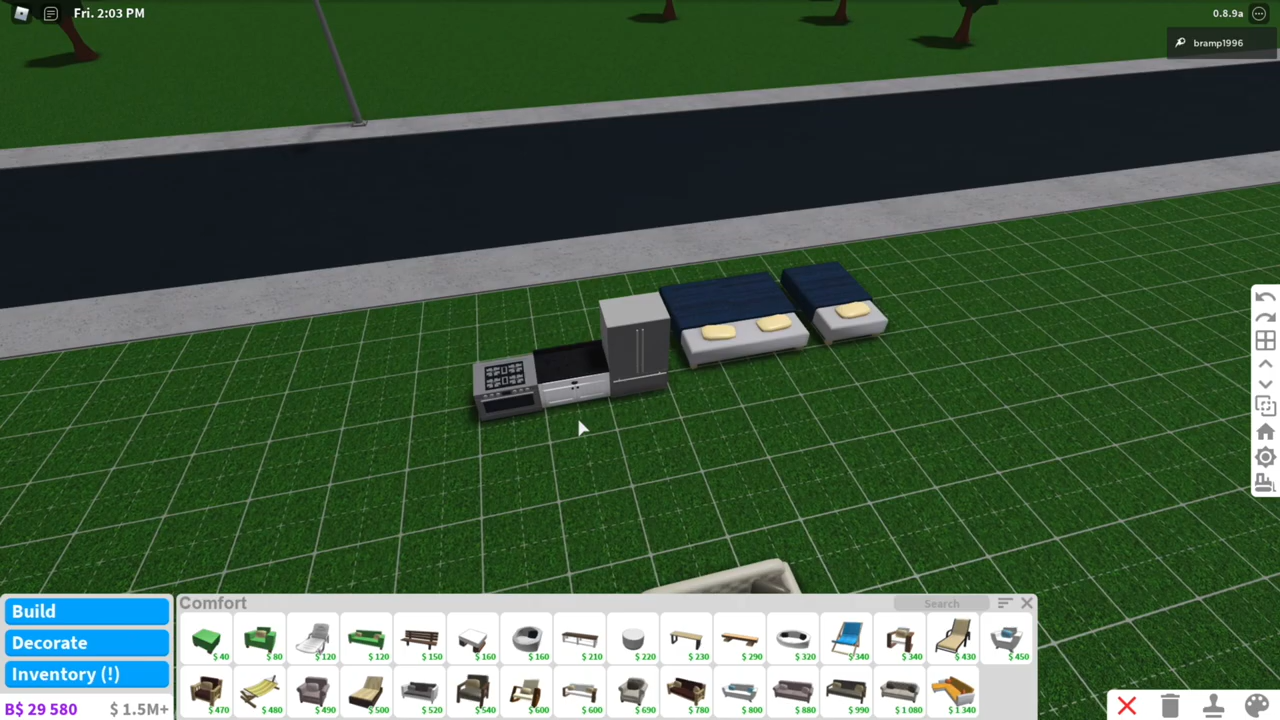 Fri. 2:03 PM
0.8.9a
bramp1996
Build
Decorate
Inventory (!)
B$ 29 580 $ 1.5M+
Comfort
Search
$ 40 $ 80 $ 120 $ 120 $ 150 $ 160 $ 160 $ 210 $ 220 $ 230 $ 290 $ 320 $ 340 $ 340 $ 430 $ 450
$ 470 $ 480 $ 490 $ 500 $ 520 $ 540 $ 600 $ 600 $ 690 $ 780 $ 800 $ 880 $ 990 $ 1 080 $ 1 340